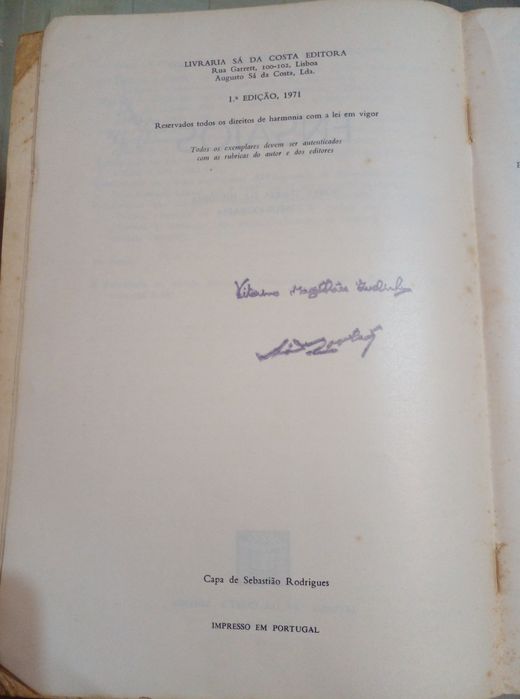 LIVRARIA SÁ DA COSTA EDITORA
Rua Garrett, 100-102, Lisboa
Augusto Sá da Costa, Lda.
1.ª EDIÇÃO, 1971
Reservados todos os direitos de harmonia com a lei em vigor
Todos os exemplares devem ser autenticados
com as rubricas do autor e dos editores
Vitorino Magalhães Godinho
Capa de Sebastião Rodrigues
IMPRESSO EM PORTUGAL